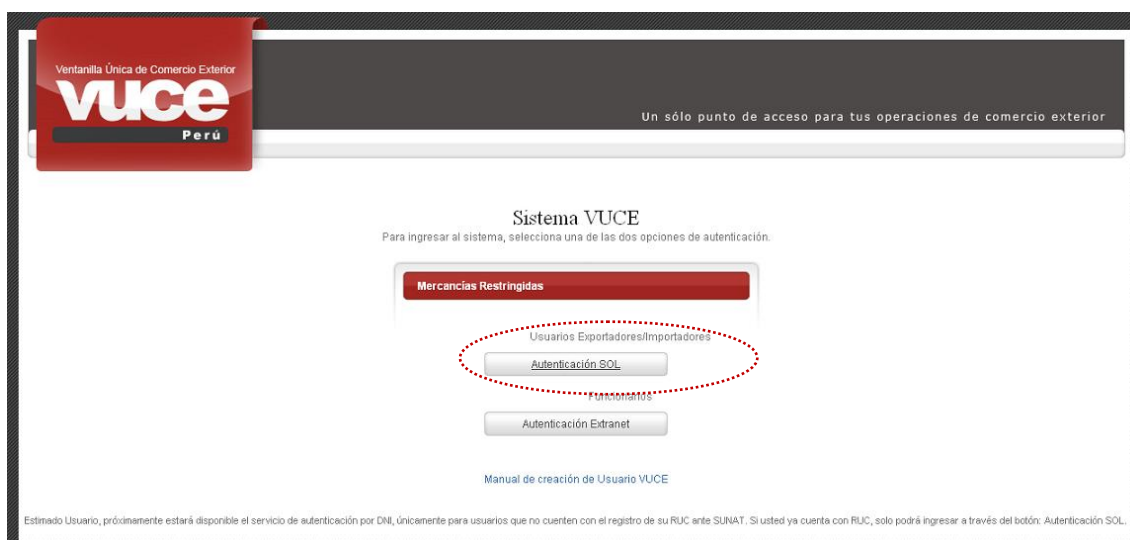 Ventanilla Única de Comercio Exterior
vuce
Perú
Un sólo punto de acceso para tus operaciones de comercio exterior
Sistema VUCE
Para ingresar al sistema, selecciona una de las dos opciones de autenticación.
Mercancías Restringidas
Usuarios Exportadores/Importadores
Autenticación SOL
Funcionarios
Autenticación Extranet
Manual de creación de Usuario VUCE
Estimado Usuario, próximamente estará disponible el servicio de autenticación por DNI, únicamente para usuarios que no cuenten con el registro de su RUC ante SUNAT. Si usted ya cuenta con RUC, solo podrá ingresar a través del botón: Autenticación SOL.